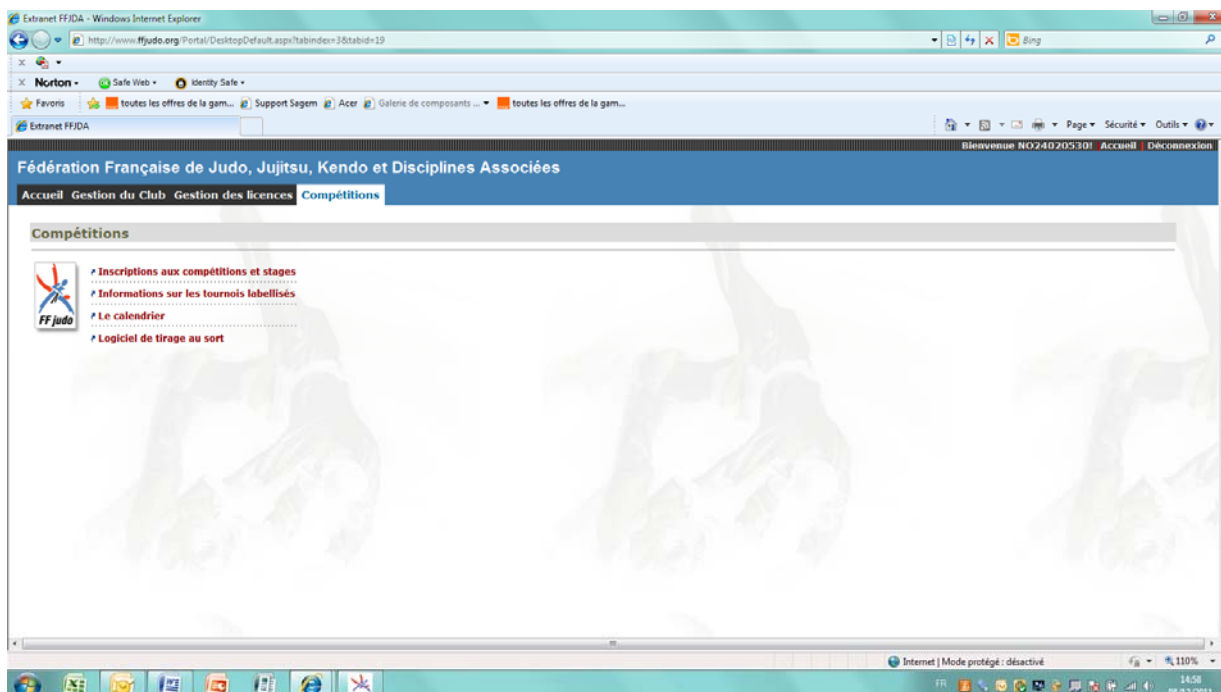 Extranet FFJDA - Windows Internet Explorer
http://www.ffjudo.org/Portal/DesktopDefault.aspx?tabindex=3&tabid=19
Bing
Norton - Safe Web Identity Safe
Favoris toutes les offres de la gam... Support Sagem Acer Galerie de composants ... toutes les offres de la gam...
Extranet FFJDA
Page Sécurité Outils
Bienvenue NO24020530! Accueil | Déconnexion
Fédération Française de Judo, Jujitsu, Kendo et Disciplines Associées
Accueil Gestion du Club Gestion des licences Compétitions
Compétitions
Inscriptions aux compétitions et stages
Informations sur les tournois labellisés
Le calendrier
Logiciel de tirage au sort
FF judo
Internet | Mode protégé : désactivé
110%
FR
14:58